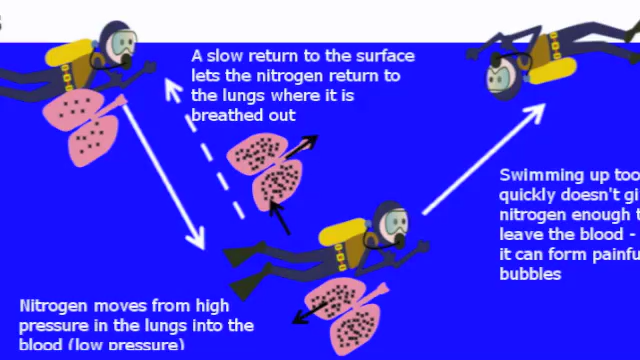 A slow return to the surface
lets the nitrogen return to
the lungs where it is
breathed out
Swimming up too
quickly doesn't
nitrogen enough
leave the blood -
it can form
bubbles
Nitrogen moves from high
pressure in the lungs into the
blood (low pressure)